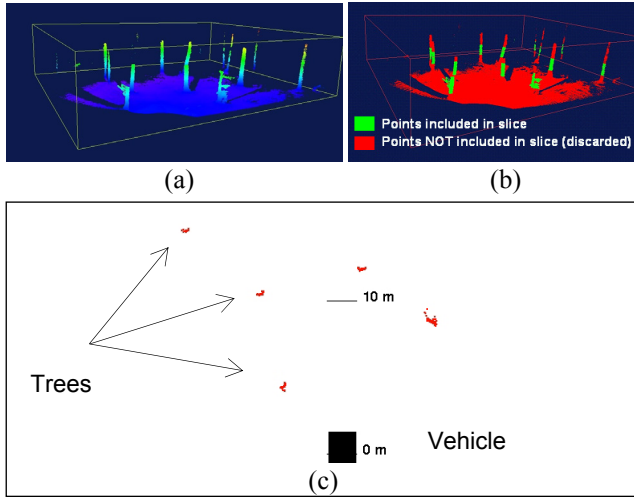 Points included in slice
Points NOT included in slice (discarded)
(a)
(b)
10 m
Trees
Vehicle
0 m
(c)